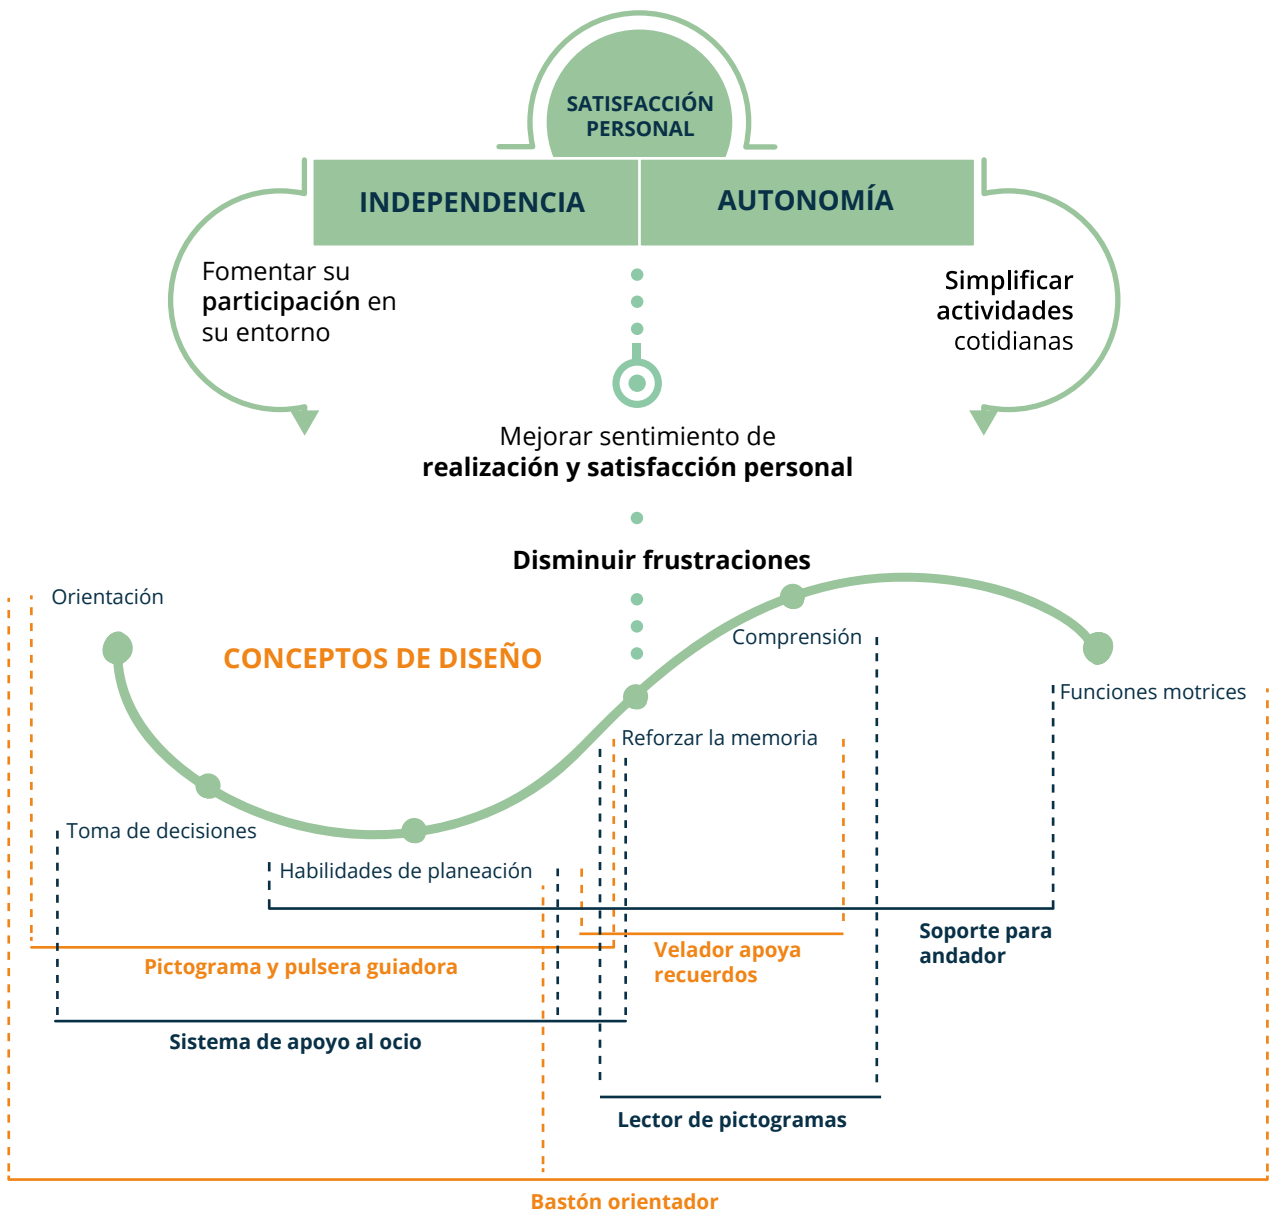 SATISFACCIÓN
PERSONAL
INDEPENDENCIA
AUTONOMÍA
Fomentar su
participación en
su entorno
Simplificar
actividades
cotidianas
Mejorar sentimiento de
realización y satisfacción personal
Disminuir frustraciones
Orientación
CONCEPTOS DE DISEÑO
Comprensión
Funciones motrices
Reforzar la memoria
Toma de decisiones
Habilidades de planeación
Soporte para
andador
Velador apoya
recuerdos
Pictograma y pulsera guiadora
Sistema de apoyo al ocio
Lector de pictogramas
Bastón orientador